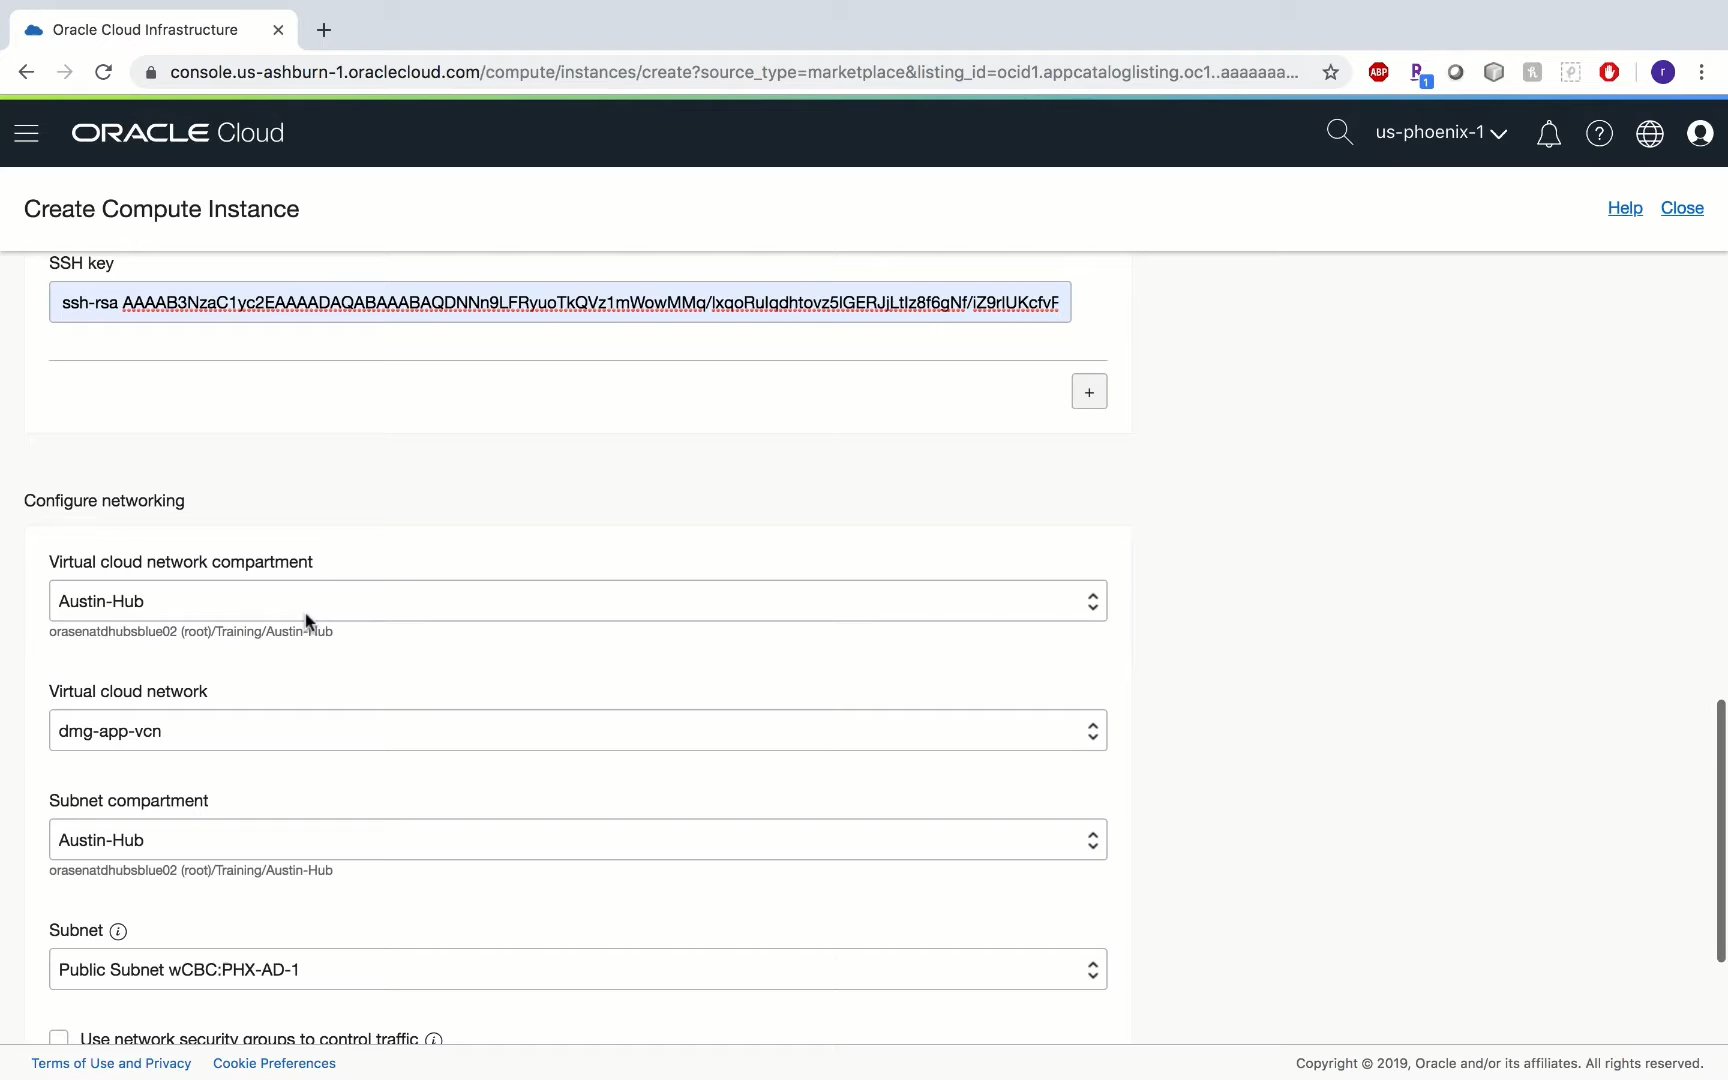 Oracle Cloud Infrastructure
console.us-ashburn-1.oraclecloud.com/compute/instances/create?source_type=marketplace&listing_id=ocid1.appcataloglisting.oc1..aaaaaaa...
ABP
1
r
ORACLE Cloud
us-phoenix-1
Create Compute Instance
Help
Close
SSH key
ssh-rsa AAAAB3NzaC1yc2EAAAADAQABAAABAQDNNn9LFRyuoTkQVz1mWowMMq/lxqoRuIqdhtovz5lGERJjLtIz8f6gNf/iZ9rlUKcfvF
+
Configure networking
Virtual cloud network compartment
Austin-Hub
orasenatdhubsblue02 (root)/Training/Austin-Hub
Virtual cloud network
dmg-app-vcn
Subnet compartment
Austin-Hub
orasenatdhubsblue02 (root)/Training/Austin-Hub
Subnet
Public Subnet wCBC:PHX-AD-1
Use network security groups to control traffic
Terms of Use and Privacy
Cookie Preferences
Copyright © 2019, Oracle and/or its affiliates. All rights reserved.